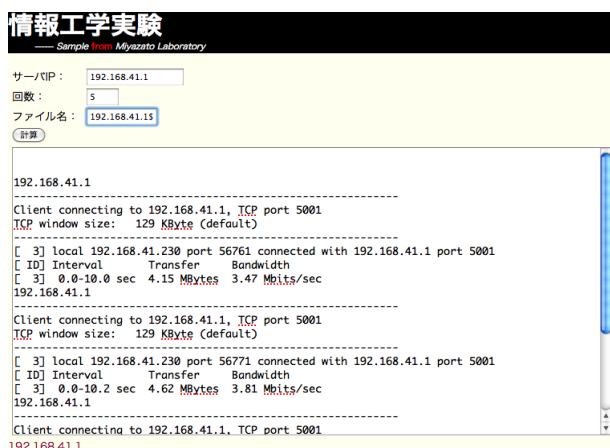 情報工学実験
—— Sample from Miyazato Laboratory
サーバIP： 192.168.41.1
回数： 5
ファイル名： 192.168.41.1$
計算
192.168.41.1
------------------------------------------------------------
Client connecting to 192.168.41.1, TCP port 5001
TCP window size: 129 KByte (default)
------------------------------------------------------------
[ 3] local 192.168.41.230 port 56761 connected with 192.168.41.1 port 5001
[ ID] Interval Transfer Bandwidth
[ 3] 0.0-10.0 sec 4.15 MBytes 3.47 Mbits/sec
192.168.41.1
------------------------------------------------------------
Client connecting to 192.168.41.1, TCP port 5001
TCP window size: 129 KByte (default)
------------------------------------------------------------
[ 3] local 192.168.41.230 port 56771 connected with 192.168.41.1 port 5001
[ ID] Interval Transfer Bandwidth
[ 3] 0.0-10.2 sec 4.62 MBytes 3.81 Mbits/sec
192.168.41.1
------------------------------------------------------------
Client connecting to 192.168.41.1, TCP port 5001
192.168.41.1